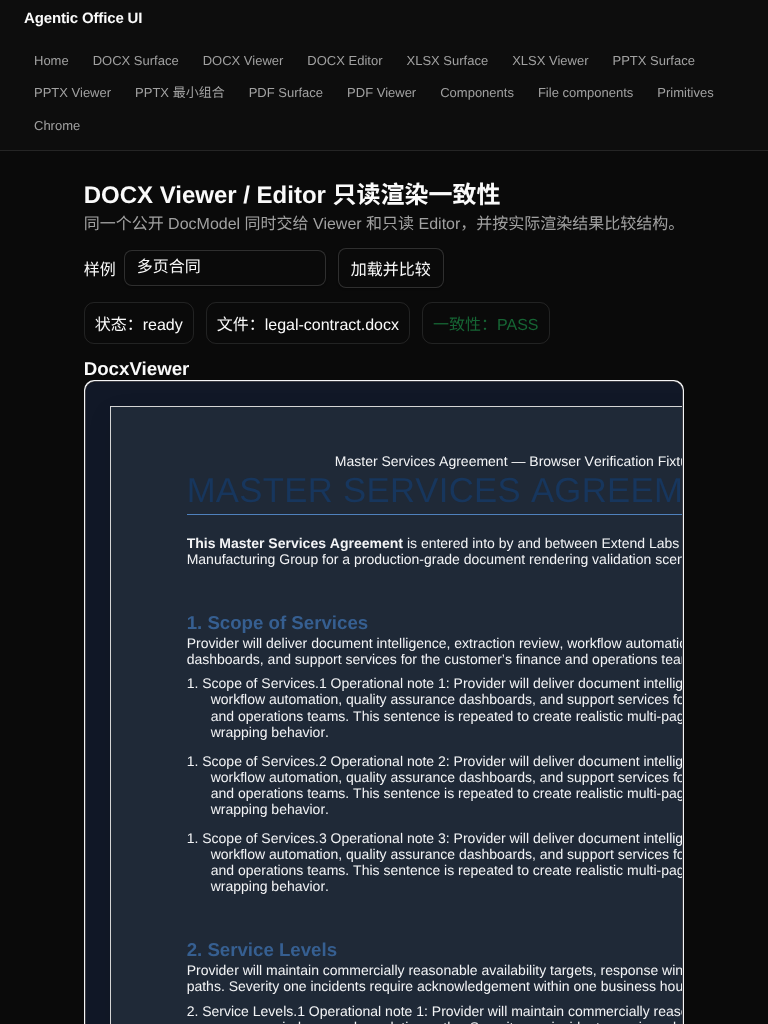 Agentic Office UI
Home DOCX Surface DOCX Viewer DOCX Editor XLSX Surface XLSX Viewer PPTX Surface
PPTX Viewer PPTX 最小组合 PDF Surface PDF Viewer Components File components Primitives
Chrome
DOCX Viewer / Editor 只读渲染一致性
同一个公开 DocModel 同时交给 Viewer 和只读 Editor，并按实际渲染结果比较结构。
样例 多页合同 加载并比较
状态：ready 文件：legal-contract.docx 一致性：PASS
DocxViewer
Master Services Agreement — Browser Verification Fixtu
MASTER SERVICES AGREEM
This Master Services Agreement is entered into by and between Extend Labs
Manufacturing Group for a production-grade document rendering validation scen
1. Scope of Services
Provider will deliver document intelligence, extraction review, workflow automatio
dashboards, and support services for the customer's finance and operations tea
1. Scope of Services.1 Operational note 1: Provider will deliver document intellig
workflow automation, quality assurance dashboards, and support services fo
and operations teams. This sentence is repeated to create realistic multi-pag
wrapping behavior.
1. Scope of Services.2 Operational note 2: Provider will deliver document intellig
workflow automation, quality assurance dashboards, and support services fo
and operations teams. This sentence is repeated to create realistic multi-pag
wrapping behavior.
1. Scope of Services.3 Operational note 3: Provider will deliver document intellig
workflow automation, quality assurance dashboards, and support services fo
and operations teams. This sentence is repeated to create realistic multi-pag
wrapping behavior.
2. Service Levels
Provider will maintain commercially reasonable availability targets, response win
paths. Severity one incidents require acknowledgement within one business hou
2. Service Levels.1 Operational note 1: Provider will maintain commercially reas